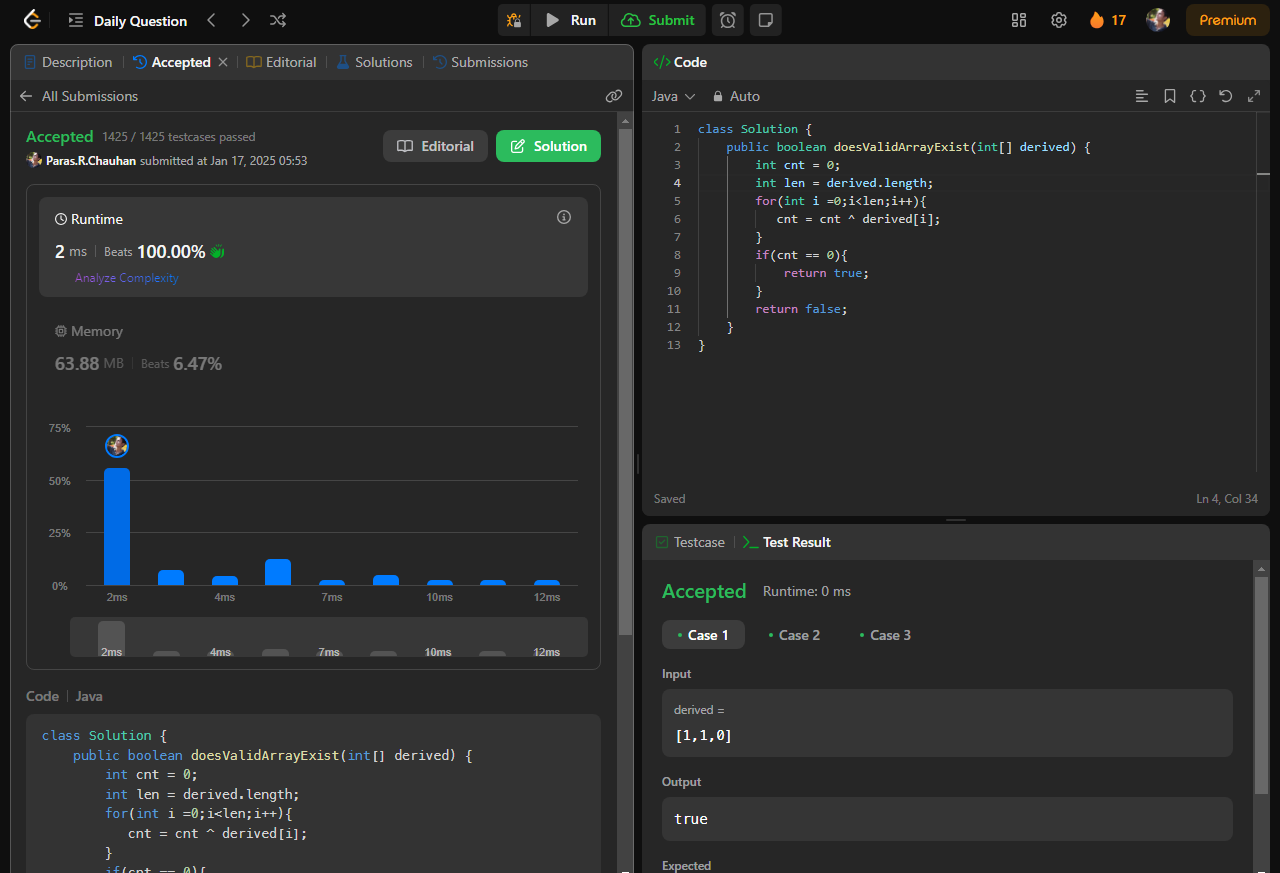 Daily Question
Run
Submit
17
Premium
Description
Accepted
Editorial
Solutions
Submissions
All Submissions
Accepted 1425 / 1425 testcases passed
Paras.R.Chauhan submitted at Jan 17, 2025 05:53
Editorial
Solution
Runtime
2 ms Beats 100.00%
Analyze Complexity
Memory
63.88 MB Beats 6.47%
75%
50%
25%
0%
2ms 4ms 7ms 10ms 12ms
2ms 4ms 7ms 10ms 12ms
Code Java
class Solution {
public boolean doesValidArrayExist(int[] derived) {
int cnt = 0;
int len = derived.length;
for(int i =0;i<len;i++){
cnt = cnt ^ derived[i];
}
if(cnt == 0){
</> Code
Java Auto
1 class Solution {
2 public boolean doesValidArrayExist(int[] derived) {
3 int cnt = 0;
4 int len = derived.length;
5 for(int i =0;i<len;i++){
6 cnt = cnt ^ derived[i];
7 }
8 if(cnt == 0){
9 return true;
10 }
11 return false;
12 }
13 }
Saved Ln 4, Col 34
Testcase
Test Result
Accepted Runtime: 0 ms
Case 1 Case 2 Case 3
Input
derived =
[1,1,0]
Output
true
Expected